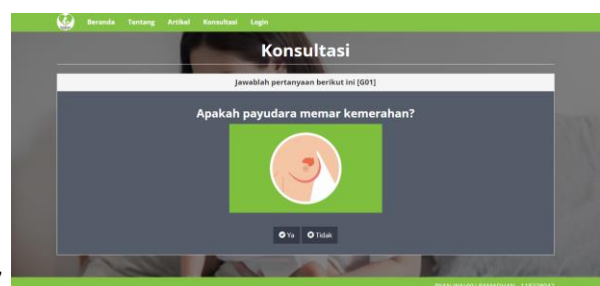 Beranda Tentang Artikel Konsultasi Login
Konsultasi
Jawablah pertanyaan berikut ini [G01]
Apakah payudara memar kemerahan?
Ya Tidak